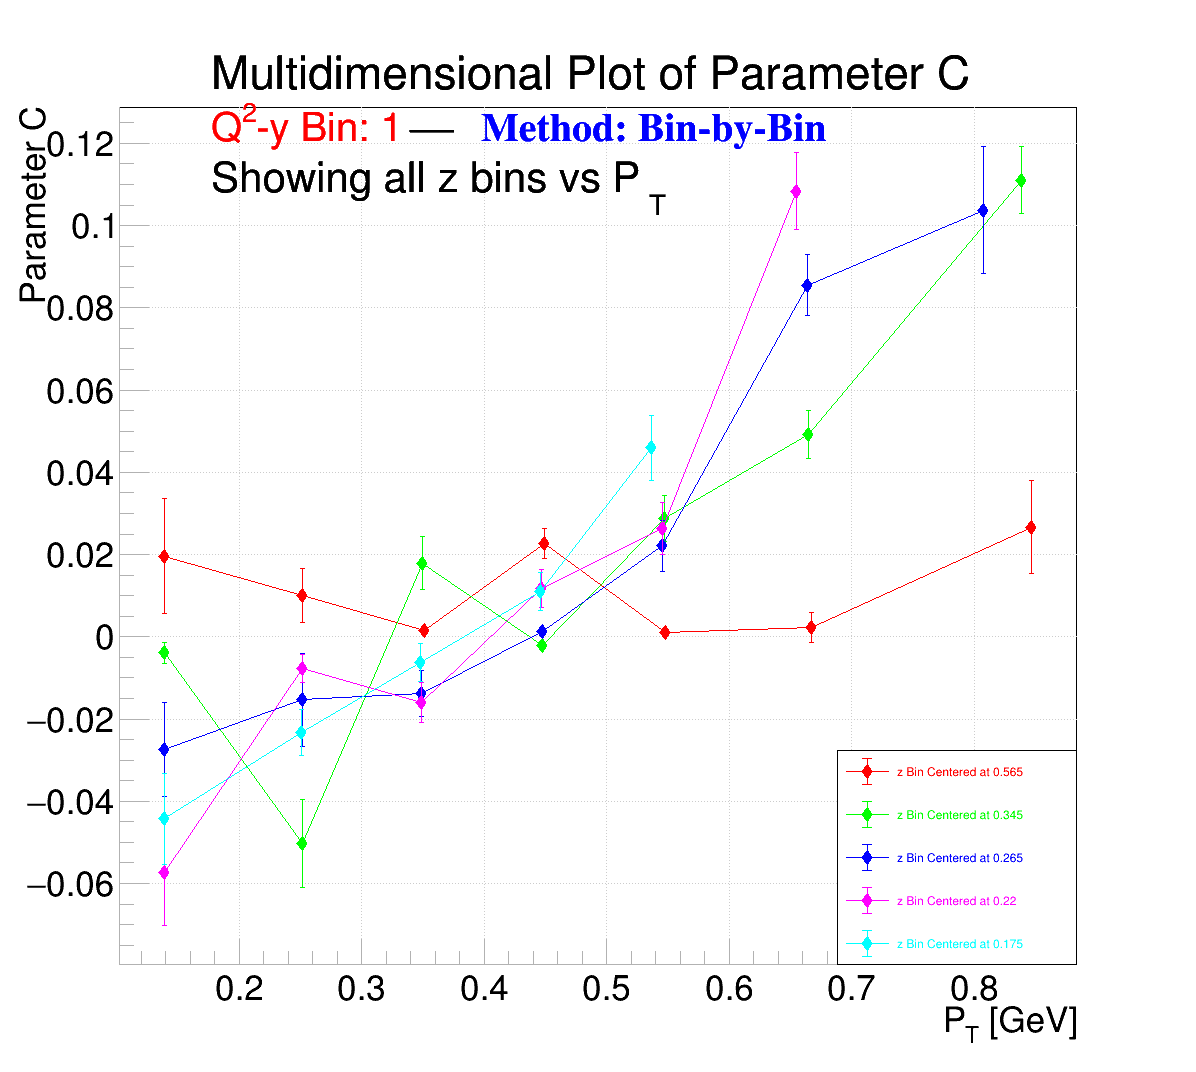 Multidimensional Plot of Parameter C
Q²-y Bin: 1 — Method: Bin-by-Bin
Showing all z bins vs P_T
Parameter C
0.12
0.1
0.08
0.06
0.04
0.02
0
−0.02
−0.04
−0.06
z Bin Centered at 0.565
z Bin Centered at 0.345
z Bin Centered at 0.265
z Bin Centered at 0.22
z Bin Centered at 0.175
0.2 0.3 0.4 0.5 0.6 0.7 0.8
P_T [GeV]